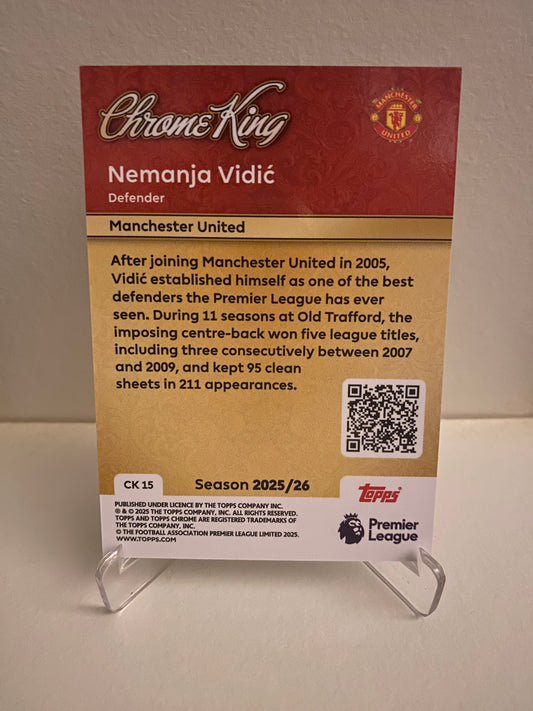 Chrome King
MANCHESTER
UNITED
Nemanja Vidić
Defender
Manchester United
After joining Manchester United in 2005,
Vidić established himself as one of the best
defenders the Premier League has ever
seen. During 11 seasons at Old Trafford, the
imposing centre-back won five league titles,
including three consecutively between 2007
and 2009, and kept 95 clean
sheets in 211 appearances.
CK 15
Season 2025/26
Topps
PUBLISHED UNDER LICENCE BY THE TOPPS COMPANY INC.
® & © 2025 THE TOPPS COMPANY, INC. ALL RIGHTS RESERVED.
TOPPS AND TOPPS CHROME ARE REGISTERED TRADEMARKS OF
THE TOPPS COMPANY, INC.
© THE FOOTBALL ASSOCIATION PREMIER LEAGUE LIMITED 2025.
WWW.TOPPS.COM
Premier
League